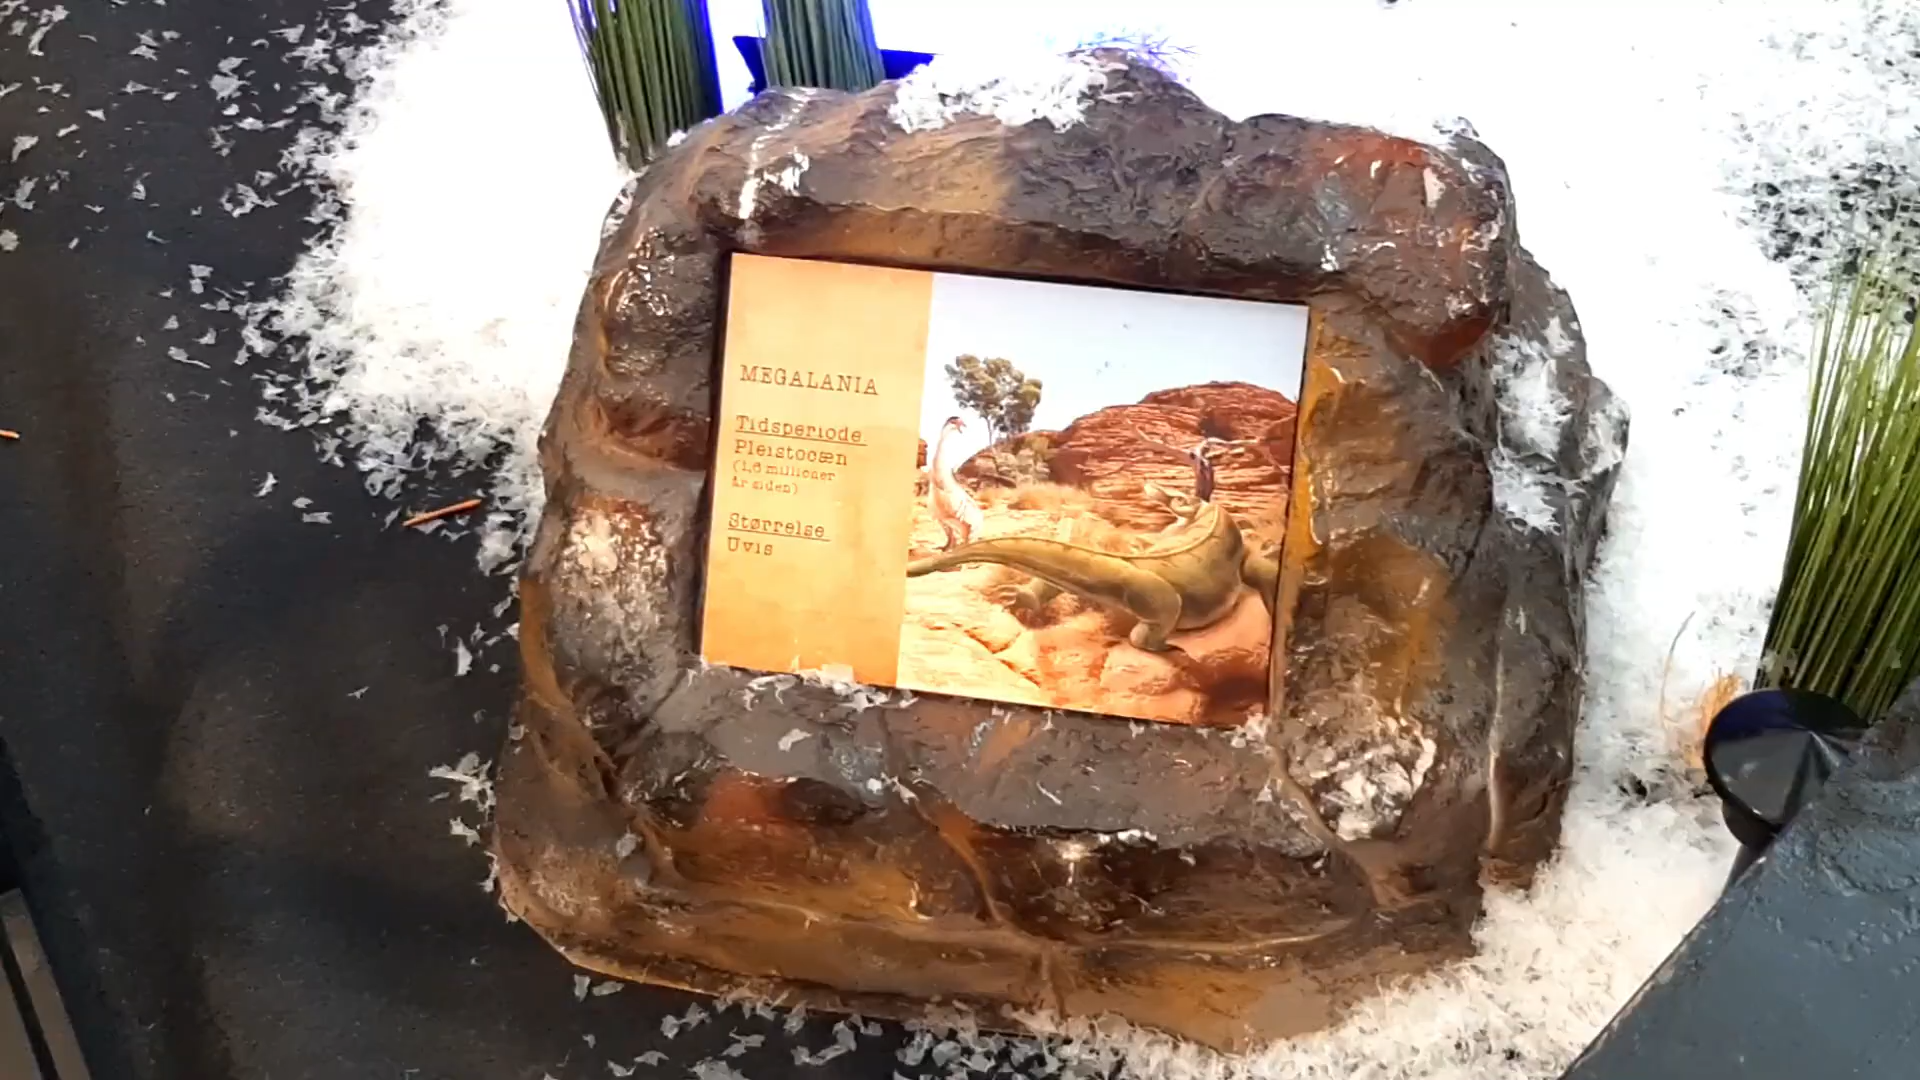 MEGALANIA
Tidsperiode
Pleistocæn
(1,6 millioner
år siden)
Størrelse
Uvis